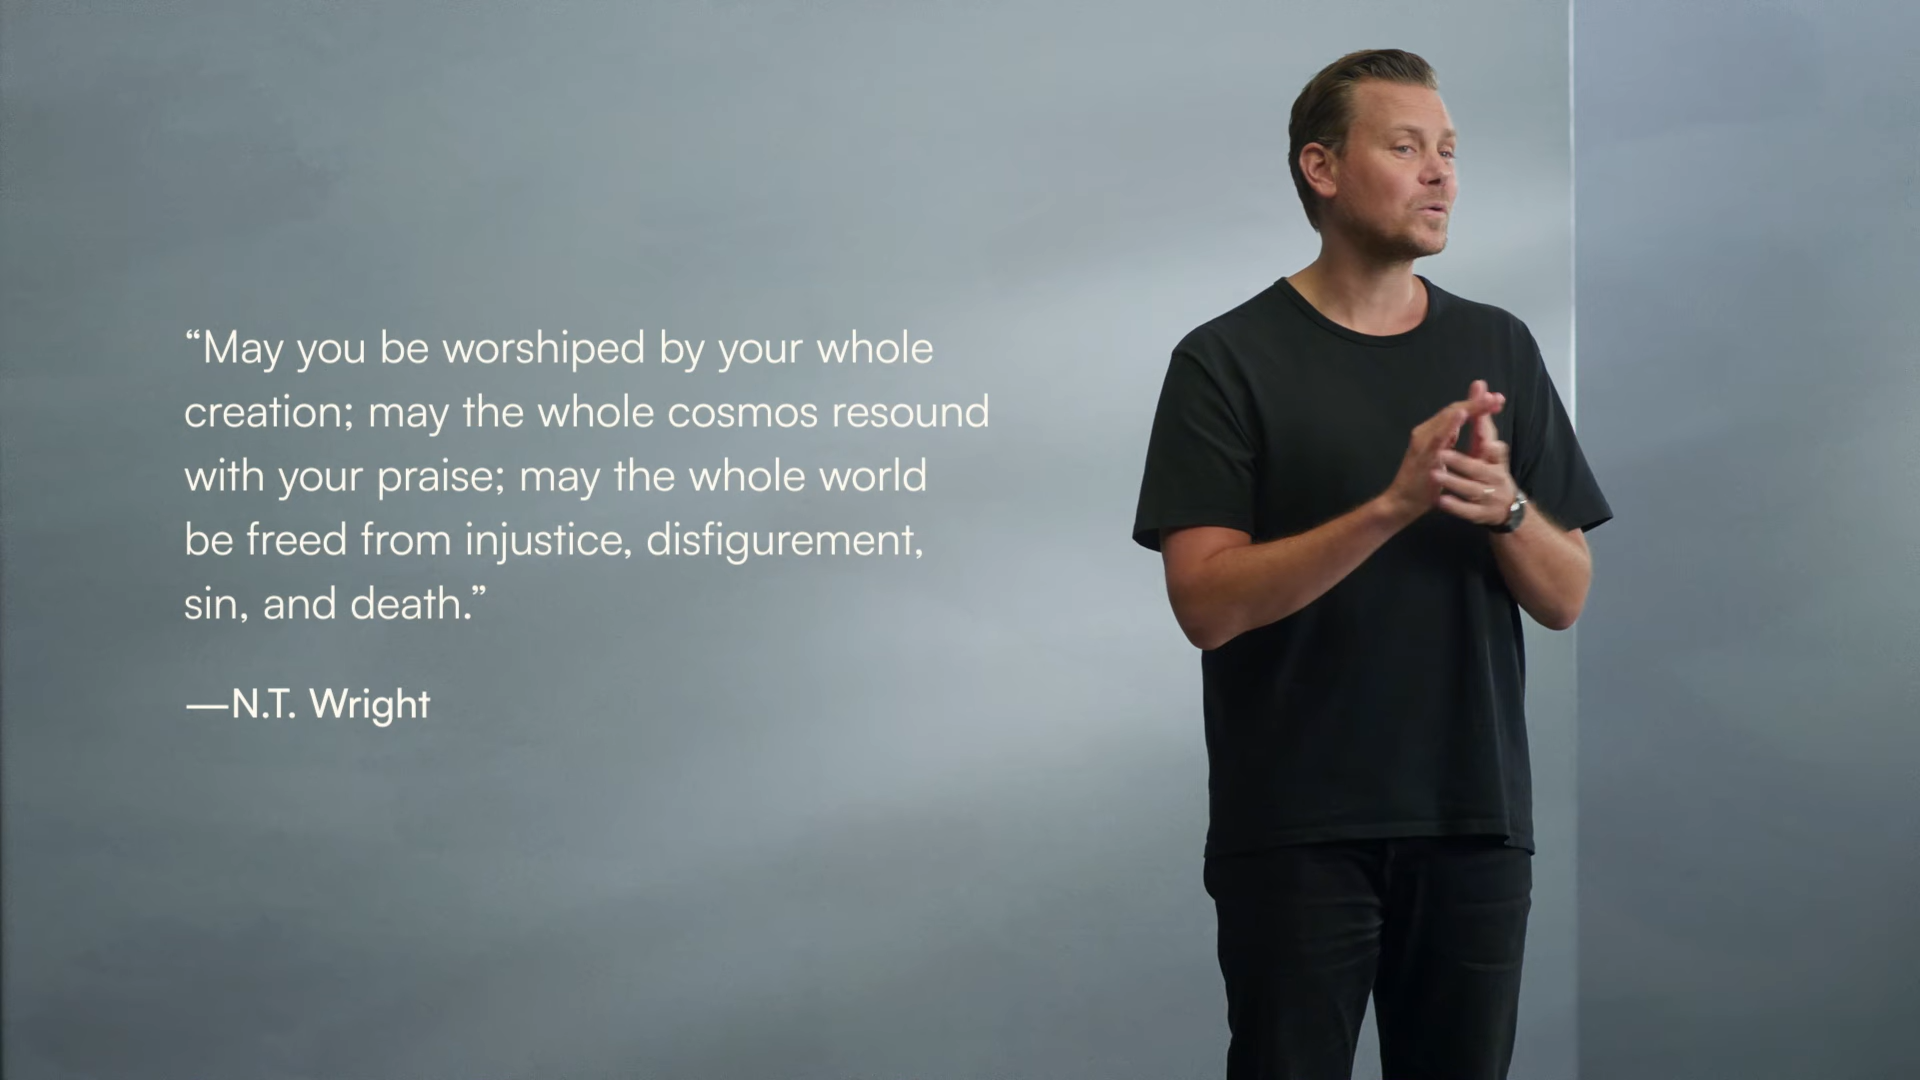 “May you be worshiped by your whole
creation; may the whole cosmos resound
with your praise; may the whole world
be freed from injustice, disfigurement,
sin, and death.”
—N.T. Wright